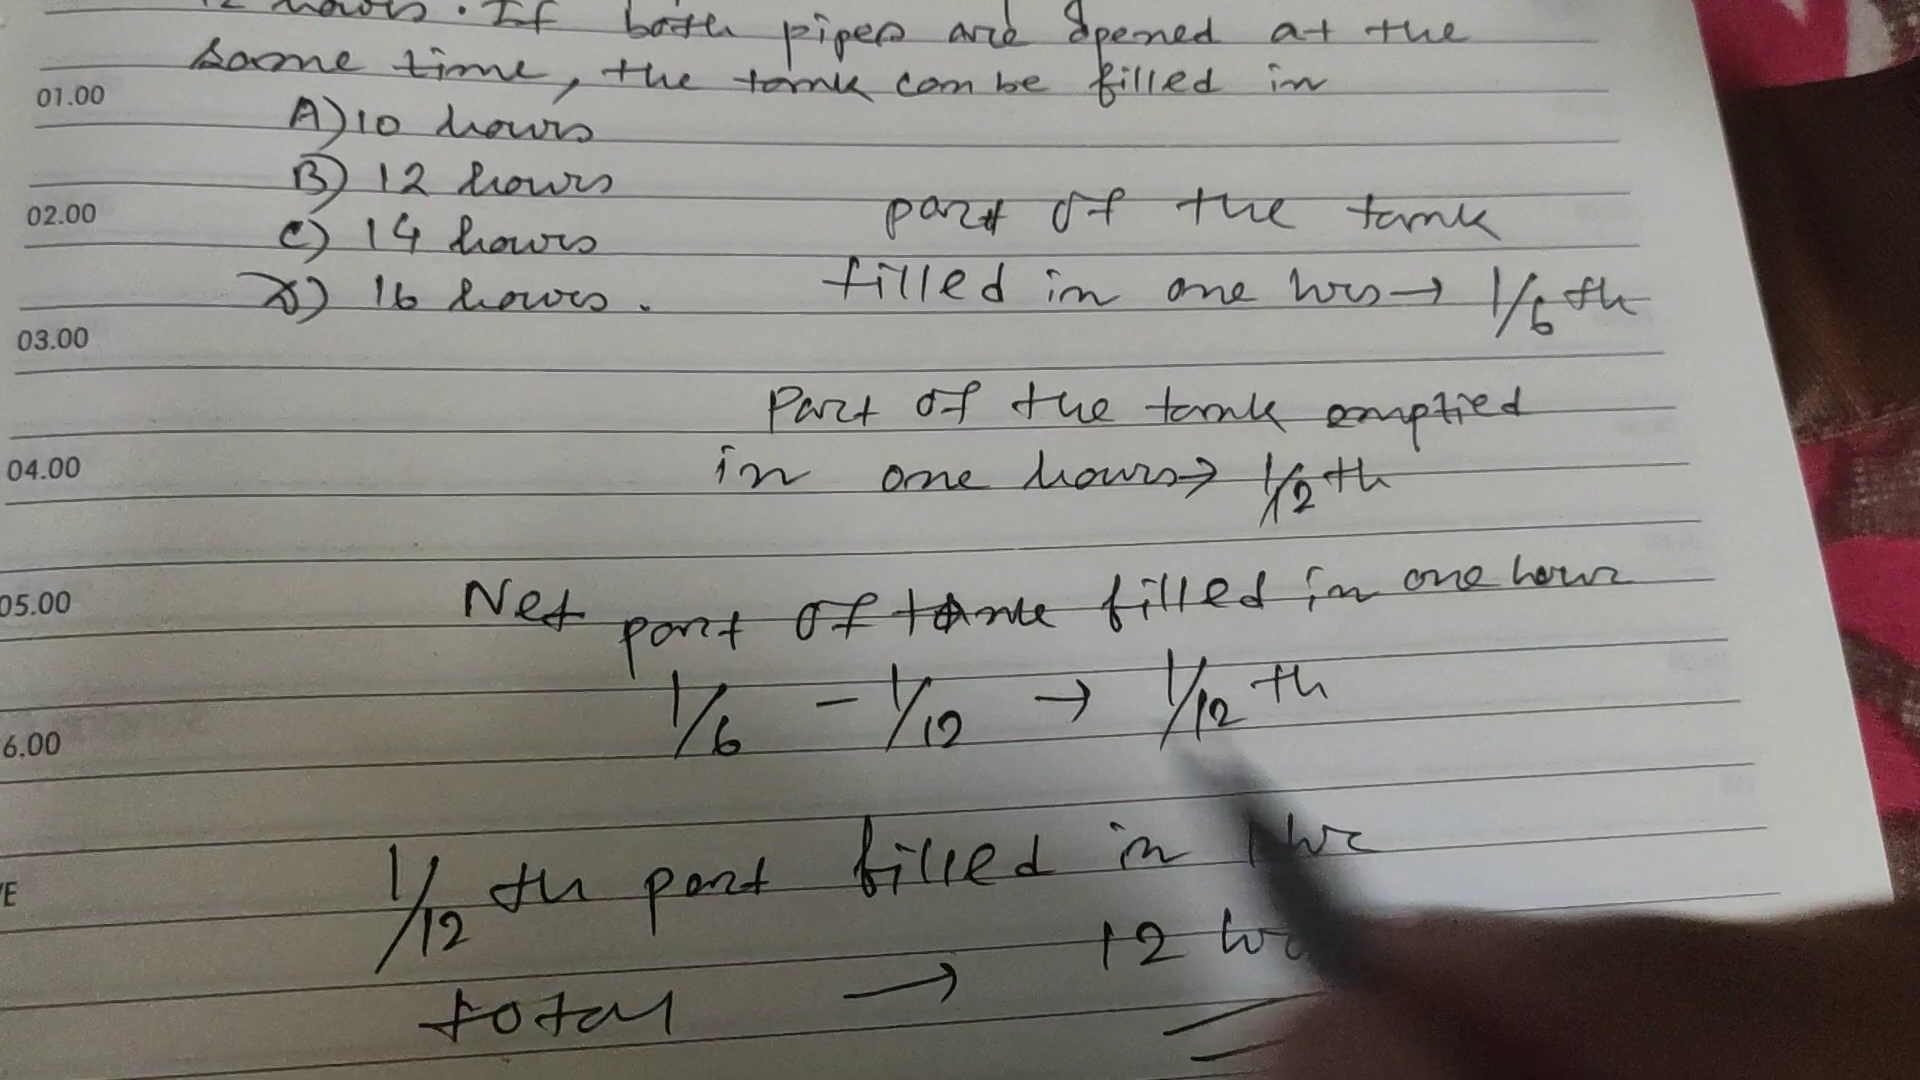 12 hours. If both pipes are opened at the
same time, the tank can be filled in
01.00
A) 10 hours
B) 12 hours
02.00
C) 14 hours
D) 16 hours.
part of the tank
filled in one hrs → 1/6 th
03.00
Part of the tank emptied
04.00
in one hours → 1/12 th
05.00
Net part of tank filled in one hour
6.00
1/6 - 1/12 → 1/12 th
1/12 th part filled in 1 hr
total → 12 hr